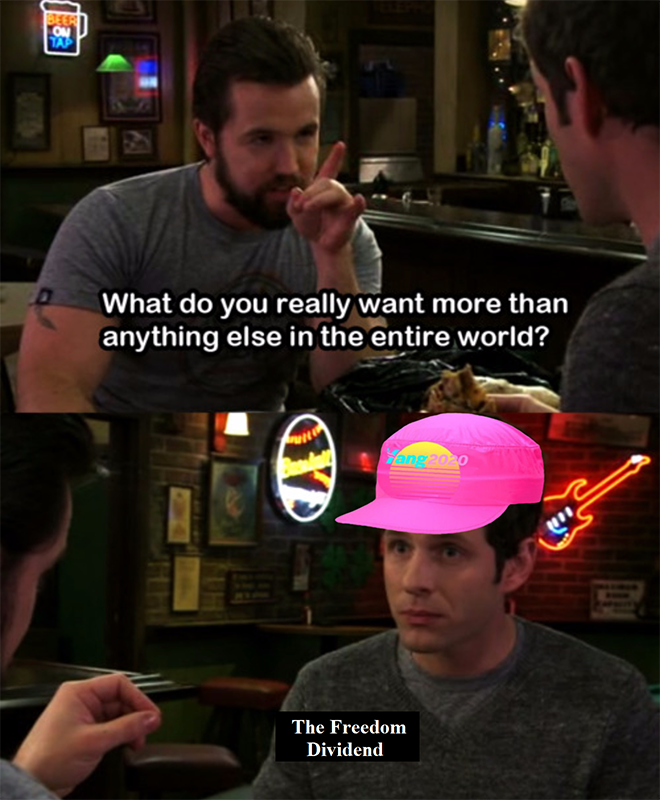 BEER
ON
TAP
TELEPH
What do you really want more than
anything else in the entire world?
Yang2020
The Freedom
Dividend